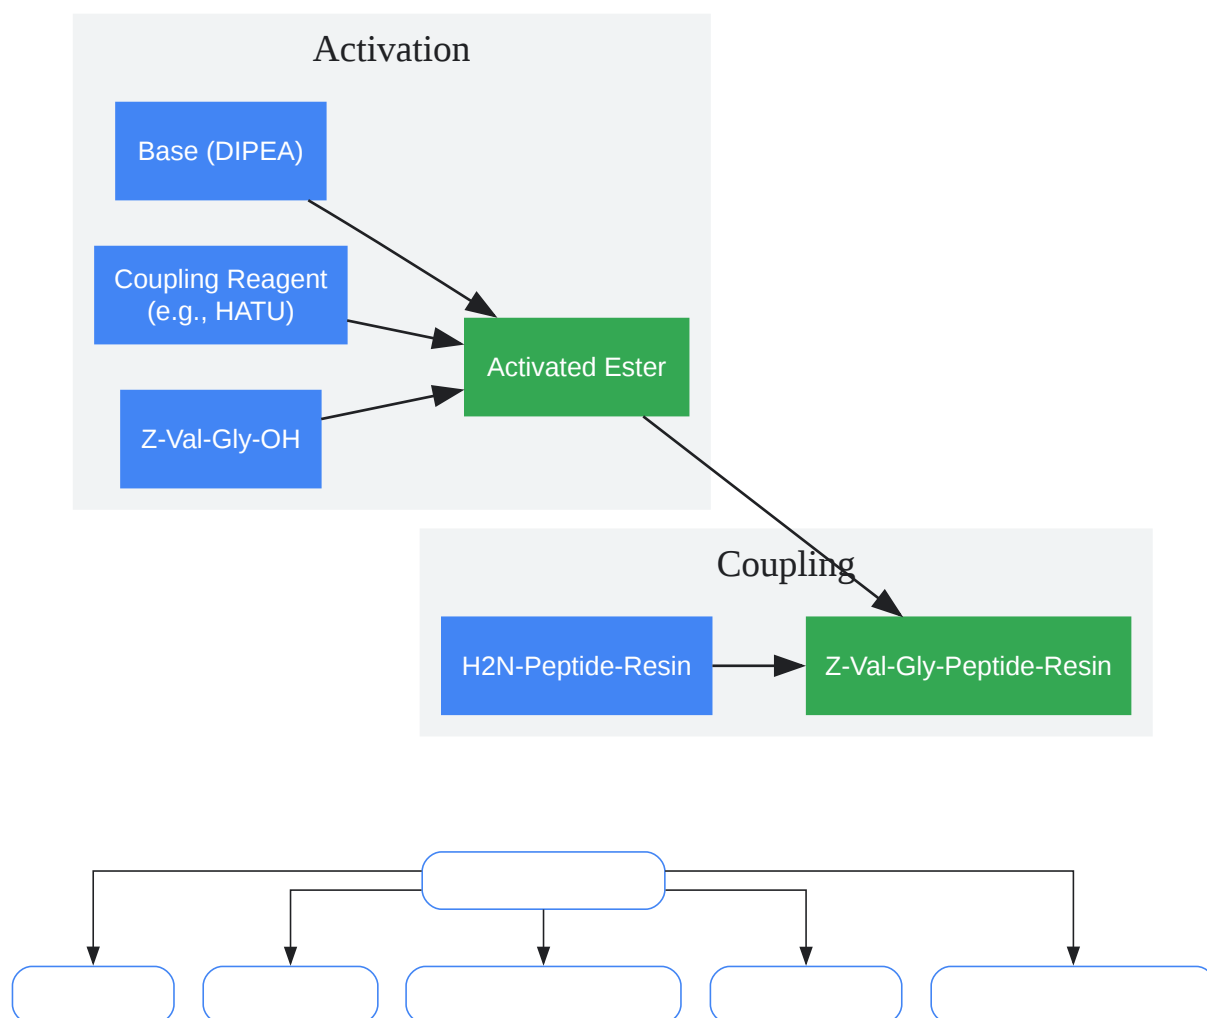 Activation
Base (DIPEA)
Coupling Reagent
(e.g., HATU)
Activated Ester
Z-Val-Gly-OH
Coupling
H2N-Peptide-Resin
Z-Val-Gly-Peptide-Resin